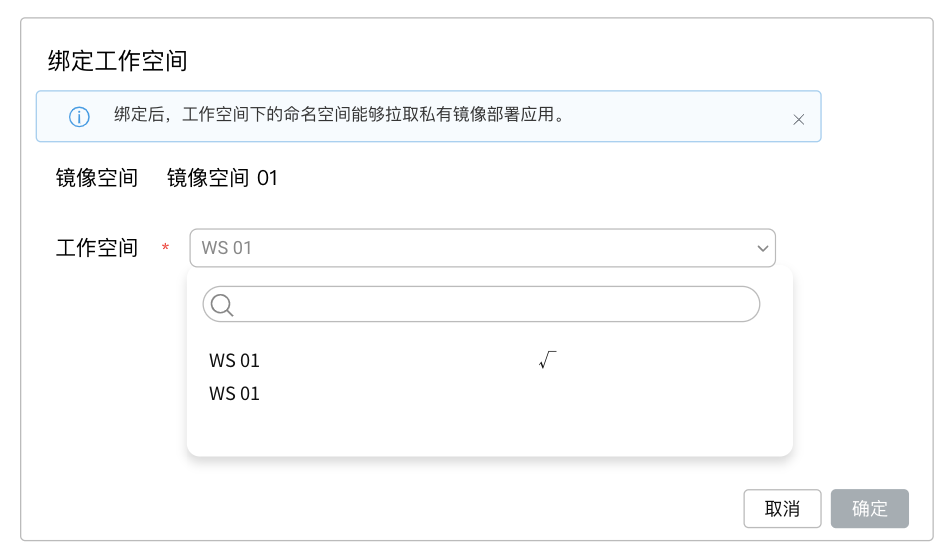 绑定工作空间
绑定后，工作空间下的命名空间能够拉取私有镜像部署应用。
镜像空间 镜像空间 01
工作空间 * WS 01
WS 01 √
WS 01
取消 确定